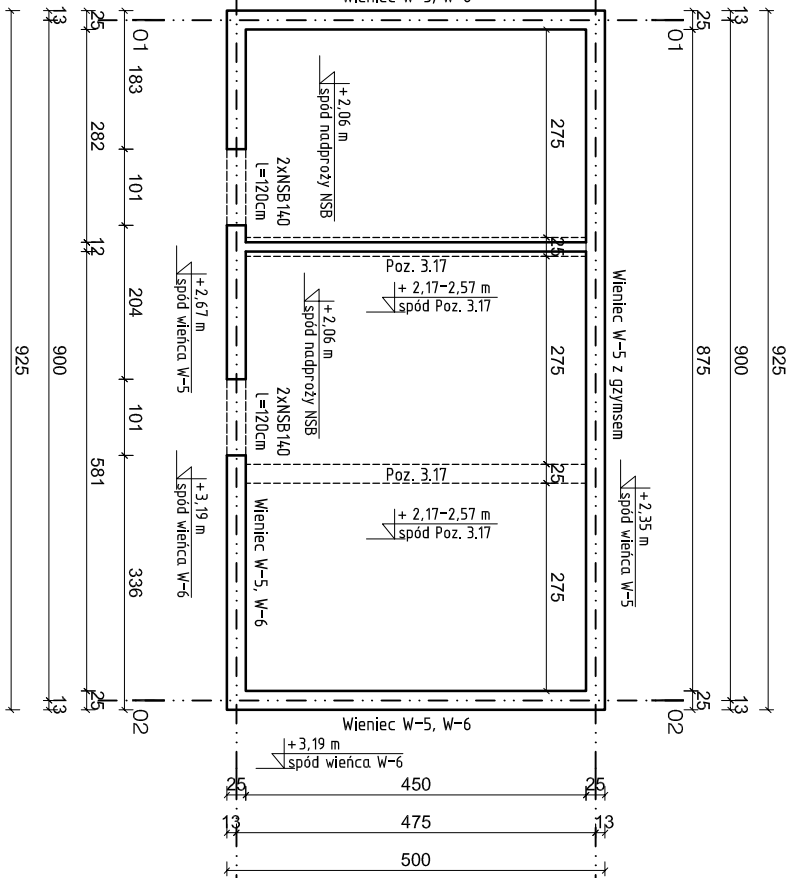 Wieniec W-5, W-6
13
25
01
183
282
101
12
204
101
581
336
25
13
02
925
900
+2,06 m
spód nadproży NSB
2xNSB140
l=120cm
+2,67 m
spód wieńca W-5
+2,06 m
spód nadproży NSB
2xNSB140
l=120cm
+3,19 m
spód wieńca W-6
Wieniec W-5, W-6
275
25
Poz. 3.17
+ 2,17-2,57 m
spód Poz. 3.17
275
25
Poz. 3.17
+ 2,17-2,57 m
spód Poz. 3.17
275
Wieniec W-5 z gzymsem
+2,35 m
spód wieńca W-5
01
25
13
875
900
925
25
13
02
Wieniec W-5, W-6
+3,19 m
spód wieńca W-6
25
450
25
13
475
13
500